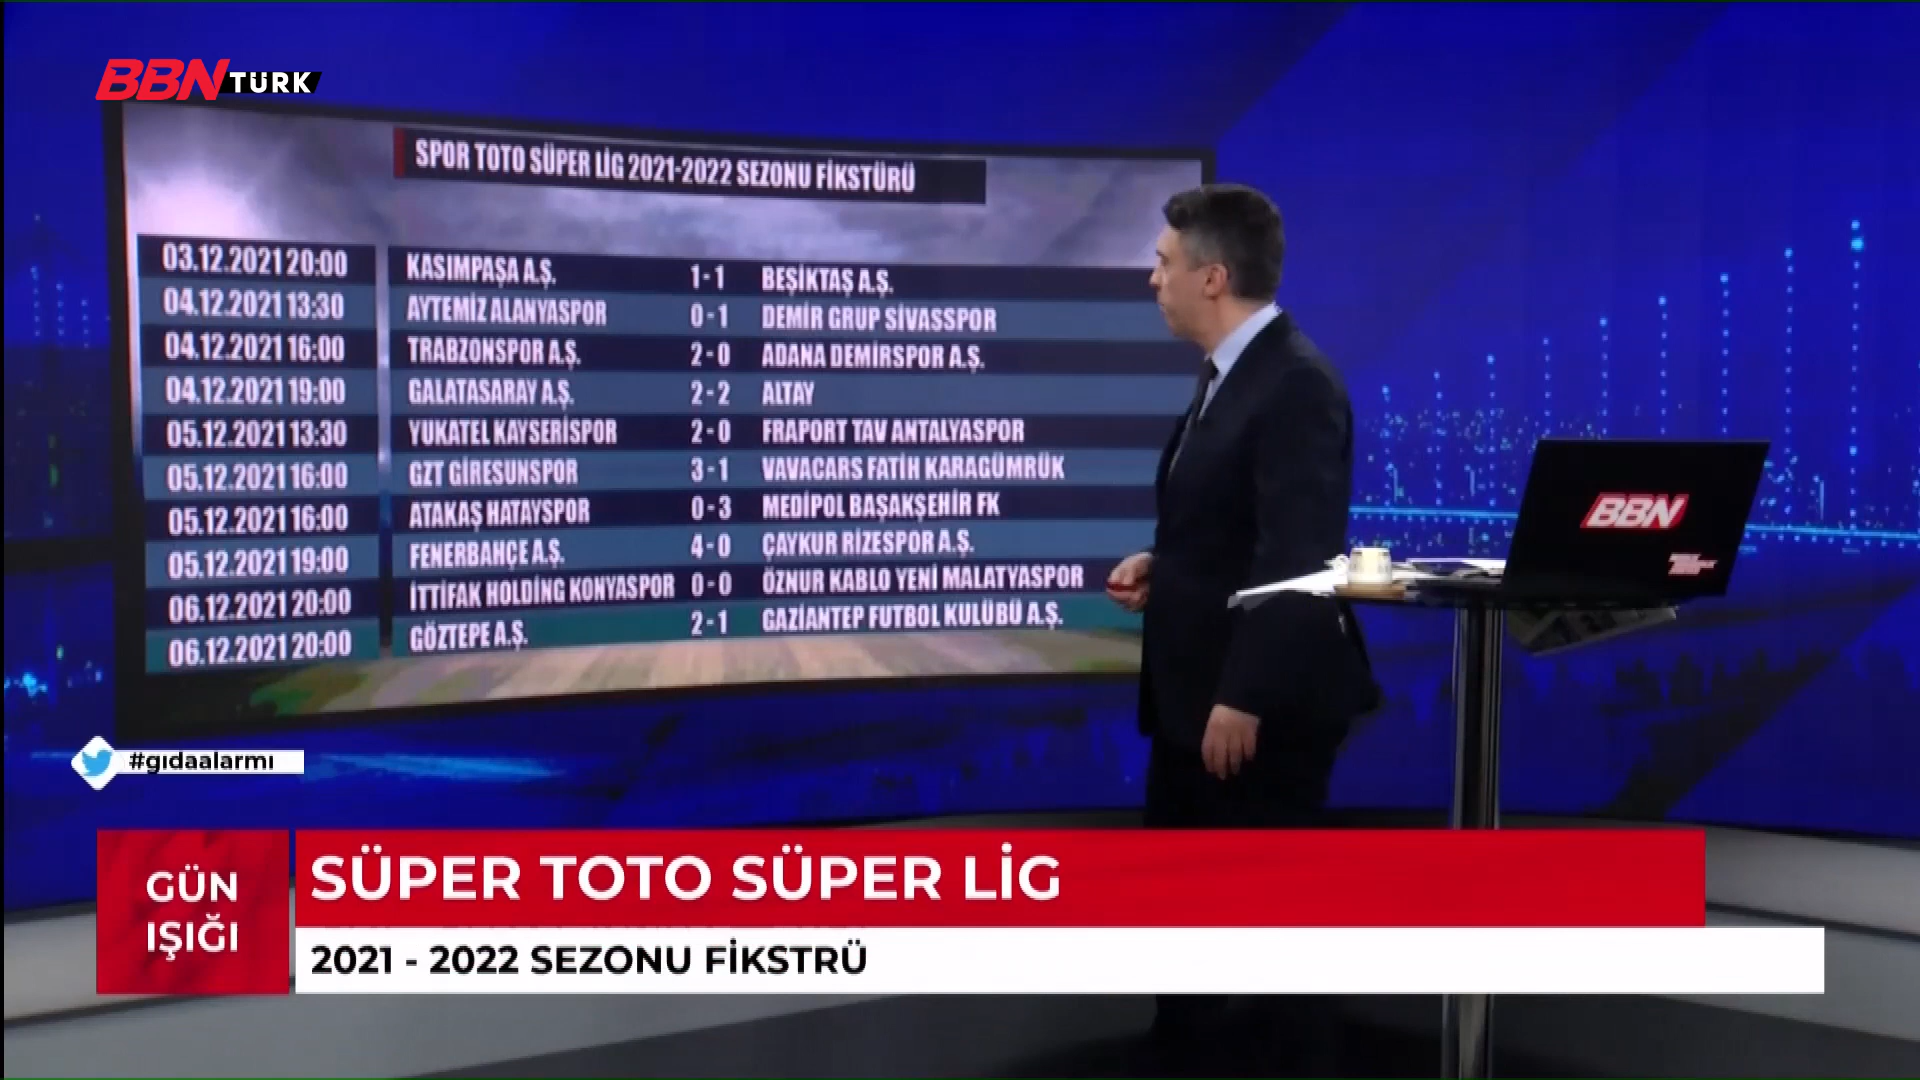 BBN TÜRK
SPOR TOTO SÜPER LİG 2021-2022 SEZONU FİKSTÜRÜ
03.12.2021 20:00 KASIMPAŞA A.Ş. 1-1 BEŞİKTAŞ A.Ş.
04.12.2021 13:30 AYTEMİZ ALANYASPOR 0-1 DEMİR GRUP SİVASSPOR
04.12.2021 16:00 TRABZONSPOR A.Ş. 2-0 ADANA DEMİRSPOR A.Ş.
04.12.2021 19:00 GALATASARAY A.Ş. 2-2 ALTAY
05.12.2021 13:30 YUKATEL KAYSERİSPOR 2-0 FRAPORT TAV ANTALYASPOR
05.12.2021 16:00 GZT GİRESUNSPOR 3-1 VAVACARS FATİH KARAGÜMRÜK
05.12.2021 16:00 ATAKAŞ HATAYSPOR 0-3 MEDİPOL BAŞAKŞEHİR FK
05.12.2021 19:00 FENERBAHÇE A.Ş. 4-0 ÇAYKUR RİZESPOR A.Ş.
06.12.2021 20:00 İTTİFAK HOLDİNG KONYASPOR 0-0 ÖZNUR KABLO YENİ MALATYASPOR
06.12.2021 20:00 GÖZTEPE A.Ş. 2-1 GAZİANTEP FUTBOL KULÜBÜ A.Ş.
BBN
#gıdaalarmı
GÜN
IŞIĞI
SÜPER TOTO SÜPER LİG
2021 - 2022 SEZONU FİKSTRÜ